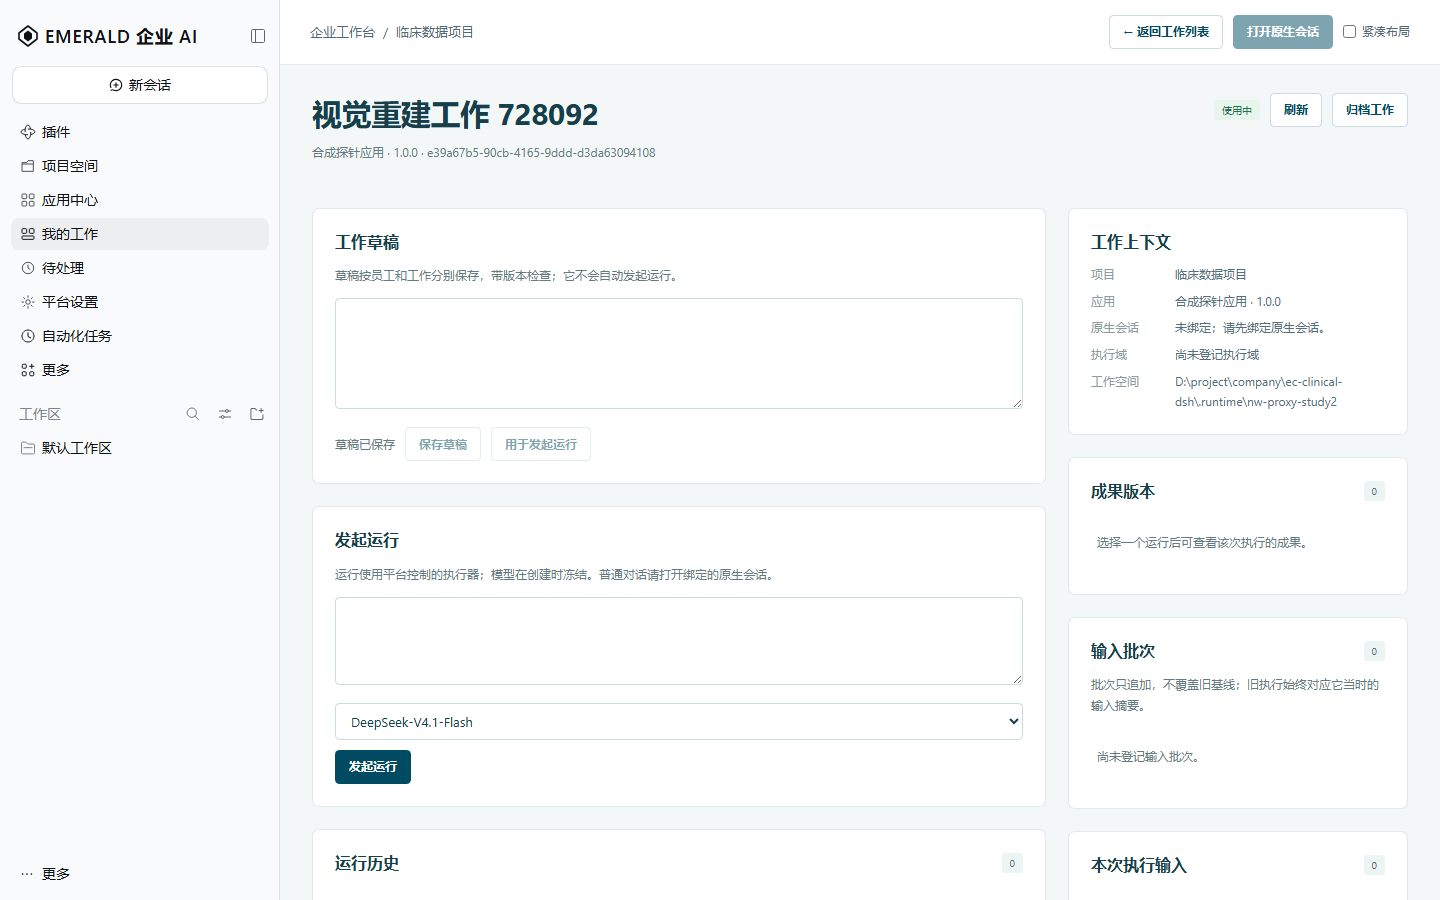 EMERALD 企业 AI
新会话
插件
项目空间
应用中心
我的工作
待处理
平台设置
自动化任务
更多
工作区
默认工作区
更多
企业工作台 / 临床数据项目
← 返回工作列表
打开原生会话
紧凑布局
视觉重建工作 728092
合成探针应用 · 1.0.0 · e39a67b5-90cb-4165-9ddd-d3da63094108
使用中
刷新
归档工作
工作草稿
草稿按员工和工作分别保存，带版本检查；它不会自动发起运行。
草稿已保存
保存草稿
用于发起运行
发起运行
运行使用平台控制的执行器；模型在创建时冻结。普通对话请打开绑定的原生会话。
DeepSeek-V4.1-Flash
发起运行
运行历史
0
工作上下文
项目 临床数据项目
应用 合成探针应用 · 1.0.0
原生会话 未绑定；请先绑定原生会话。
执行域 尚未登记执行域
工作空间 D:\project\company\ec-clinical-
dsh\.runtime\nw-proxy-study2
成果版本
0
选择一个运行后可查看该次执行的成果。
输入批次
0
批次只追加，不覆盖旧基线；旧执行始终对应它当时的
输入摘要。
尚未登记输入批次。
本次执行输入
0